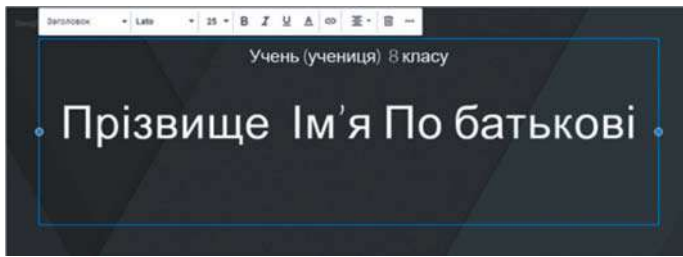 Заголовок Lato 25 B I U A
Учень (учениця) 8 класу
Прізвище Ім’я По батькові